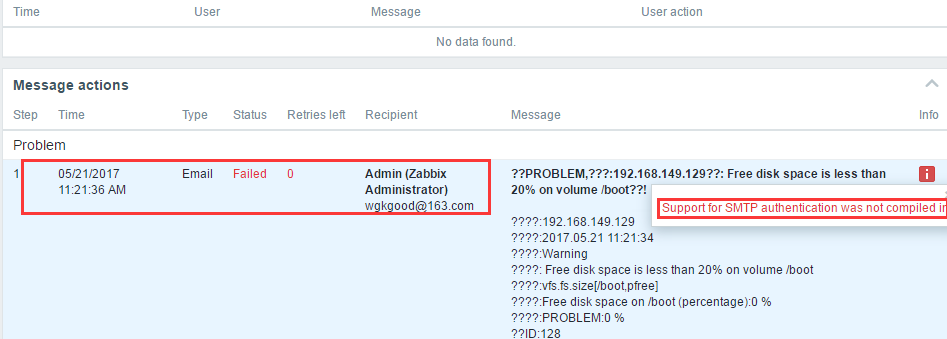 Time User Message User action
No data found.
Message actions
Step Time Type Status Retries left Recipient Message Info
Problem
1 05/21/2017 Email Failed 0 Admin (Zabbix ??PROBLEM,???:192.168.149.129??: Free disk space is less than
11:21:36 AM Administrator) 20% on volume /boot??!
wgkgood@163.com
Support for SMTP authentication was not compiled in
????:192.168.149.129
????:2017.05.21 11:21:34
????:Warning
????: Free disk space is less than 20% on volume /boot
????:vfs.fs.size[/boot,pfree]
????:Free disk space on /boot (percentage):0 %
????:PROBLEM:0 %
??ID:128